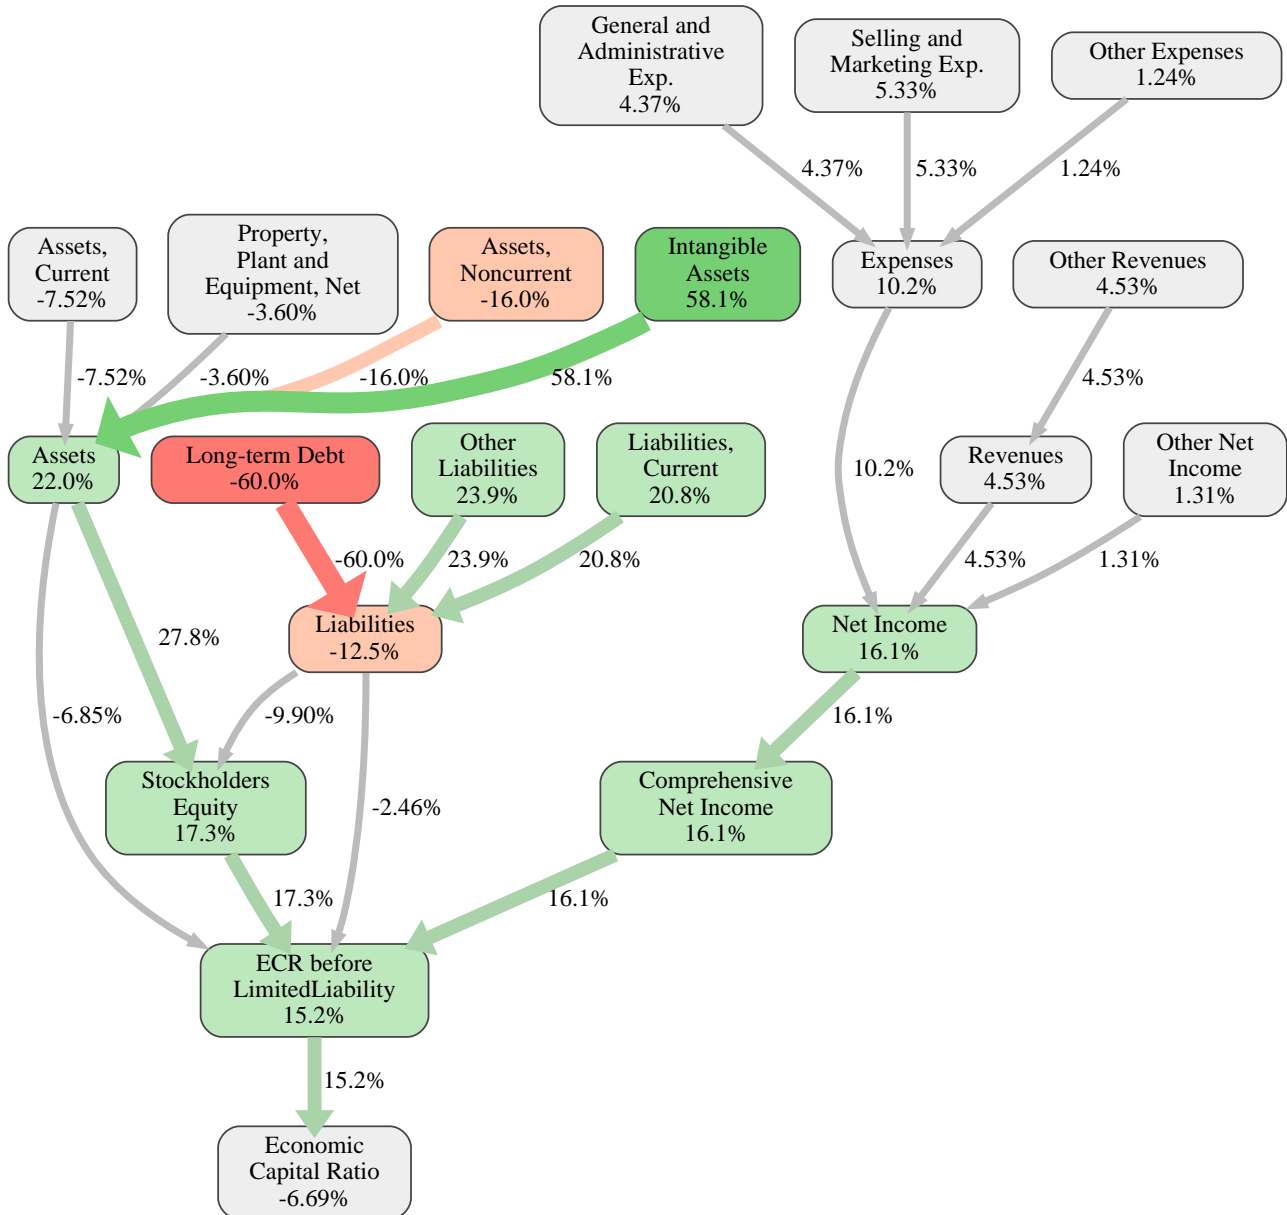 General and
Administrative
Exp.
4.37%
Selling and
Marketing Exp.
5.33%
Other Expenses
1.24%
4.37%
5.33%
1.24%
Assets,
Current
-7.52%
Property,
Plant and
Equipment, Net
-3.60%
Assets,
Noncurrent
-16.0%
Intangible
Assets
58.1%
Expenses
10.2%
Other Revenues
4.53%
-7.52%
-3.60%
-16.0%
58.1%
4.53%
Assets
22.0%
Long-term Debt
-60.0%
Other
Liabilities
23.9%
Liabilities,
Current
20.8%
10.2%
Revenues
4.53%
Other Net
Income
1.31%
-60.0%
23.9%
20.8%
4.53%
1.31%
27.8%
Liabilities
-12.5%
Net Income
16.1%
-6.85%
-9.90%
16.1%
Stockholders
Equity
17.3%
-2.46%
Comprehensive
Net Income
16.1%
17.3%
16.1%
ECR before
LimitedLiability
15.2%
15.2%
Economic
Capital Ratio
-6.69%